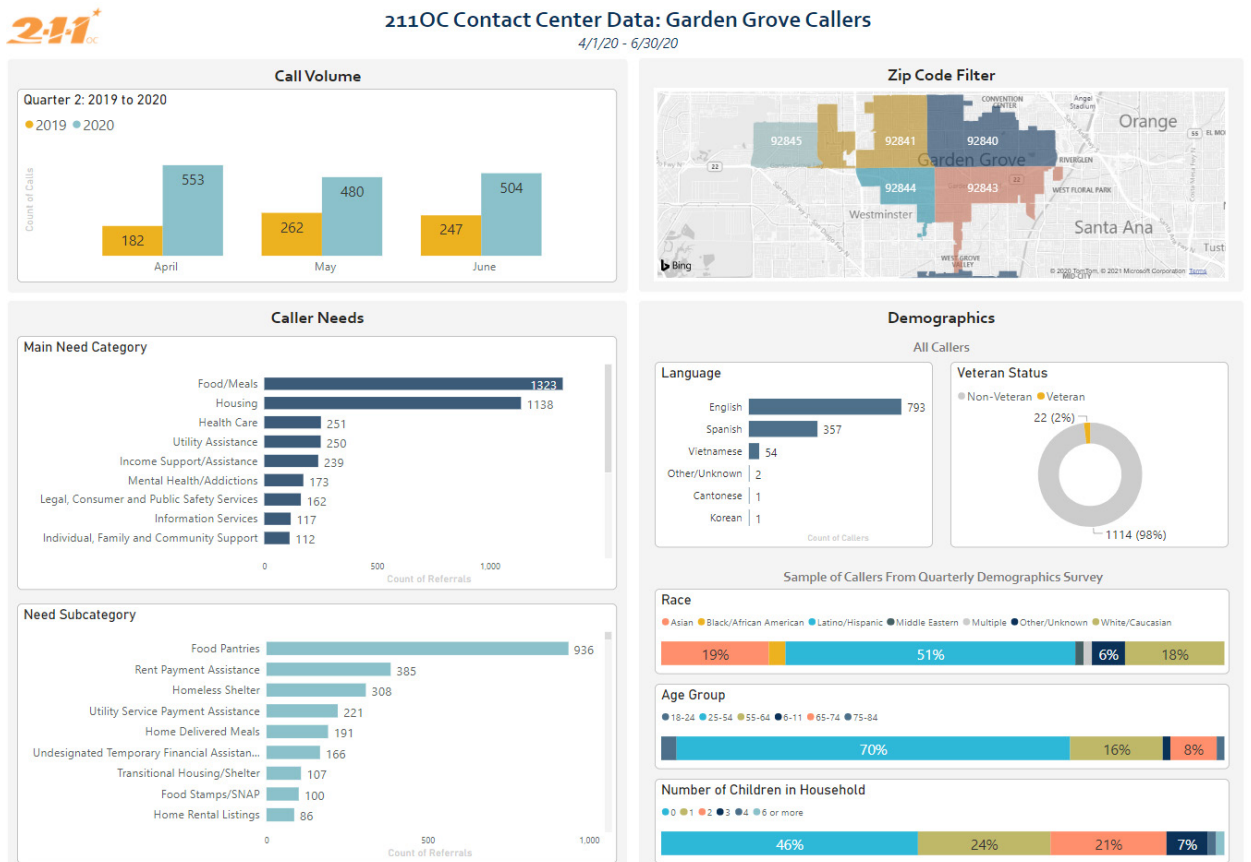 2-1-1
OC
211OC Contact Center Data: Garden Grove Callers
4/1/20 - 6/30/20
Call Volume
Quarter 2: 2019 to 2020
2019 2020
Count of Calls
182
553
262
480
247
504
April
May
June
Zip Code Filter
CONVENTION
CENTER
Angel
Stadium
Orange
55
EL MO
92845
92841
92840
Garden Grove
RIVERGLEN
22
22
92844
92843
WEST FLORAL PARK
Westminster
Santa Ana
Tust
WEST GROVE
VALLEY
MID-CITY
Bing
© 2020 TomTom, © 2021 Microsoft Corporation Terms
Caller Needs
Main Need Category
Food/Meals 1323
Housing 1138
Health Care 251
Utility Assistance 250
Income Support/Assistance 239
Mental Health/Addictions 173
Legal, Consumer and Public Safety Services 162
Information Services 117
Individual, Family and Community Support 112
0 500 1,000
Count of Referrals
Need Subcategory
Food Pantries 936
Rent Payment Assistance 385
Homeless Shelter 308
Utility Service Payment Assistance 221
Home Delivered Meals 191
Undesignated Temporary Financial Assistan... 166
Transitional Housing/Shelter 107
Food Stamps/SNAP 100
Home Rental Listings 86
0 500 1,000
Count of Referrals
Demographics
All Callers
Language
English 793
Spanish 357
Vietnamese 54
Other/Unknown 2
Cantonese 1
Korean 1
Count of Callers
Veteran Status
Non-Veteran Veteran
22 (2%)
1114 (98%)
Sample of Callers From Quarterly Demographics Survey
Race
Asian Black/African American Latino/Hispanic Middle Eastern Multiple Other/Unknown White/Caucasian
19% 51% 6% 18%
Age Group
18-24 25-54 55-64 6-11 65-74 75-84
70% 16% 8%
Number of Children in Household
0 1 2 3 4 6 or more
46% 24% 21% 7%